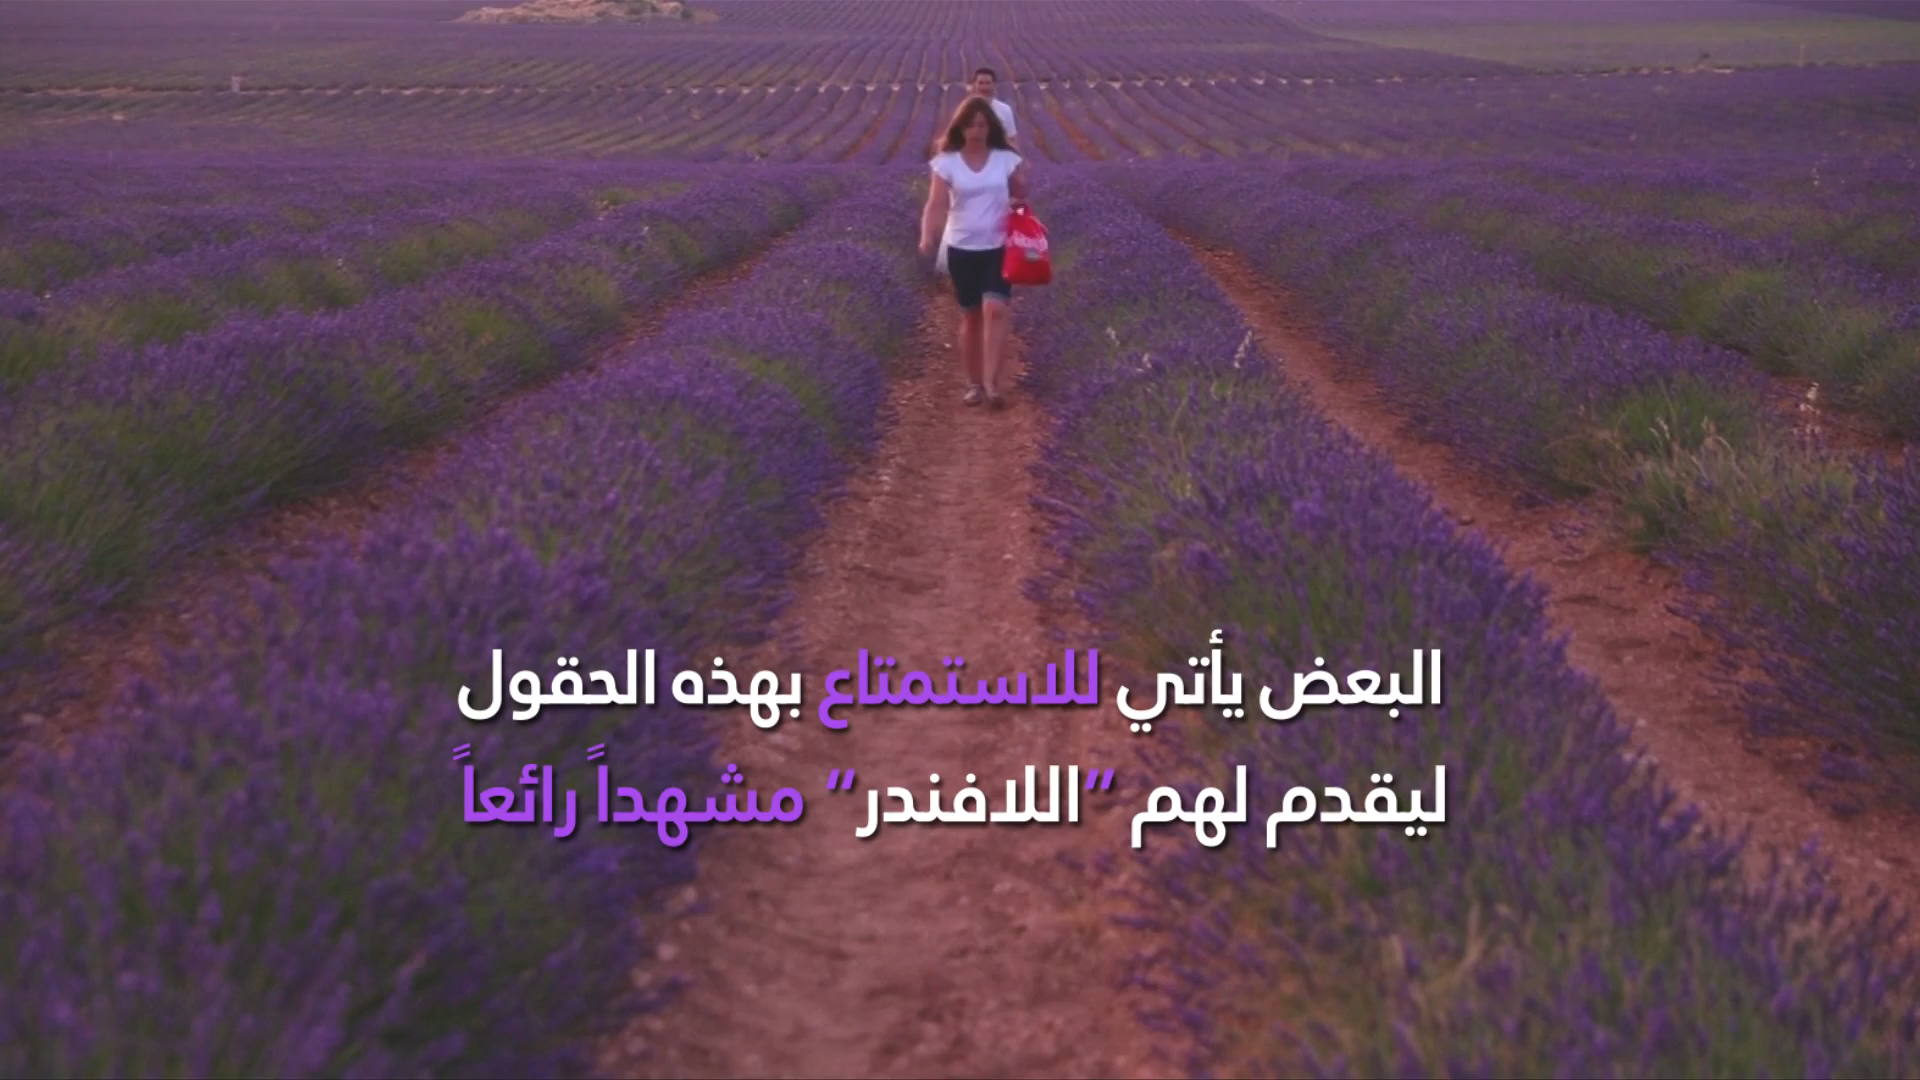 البعض يأتي للاستمتاع بهذه الحقول
ليقدم لهم "اللافندر" مشهداً رائعاً